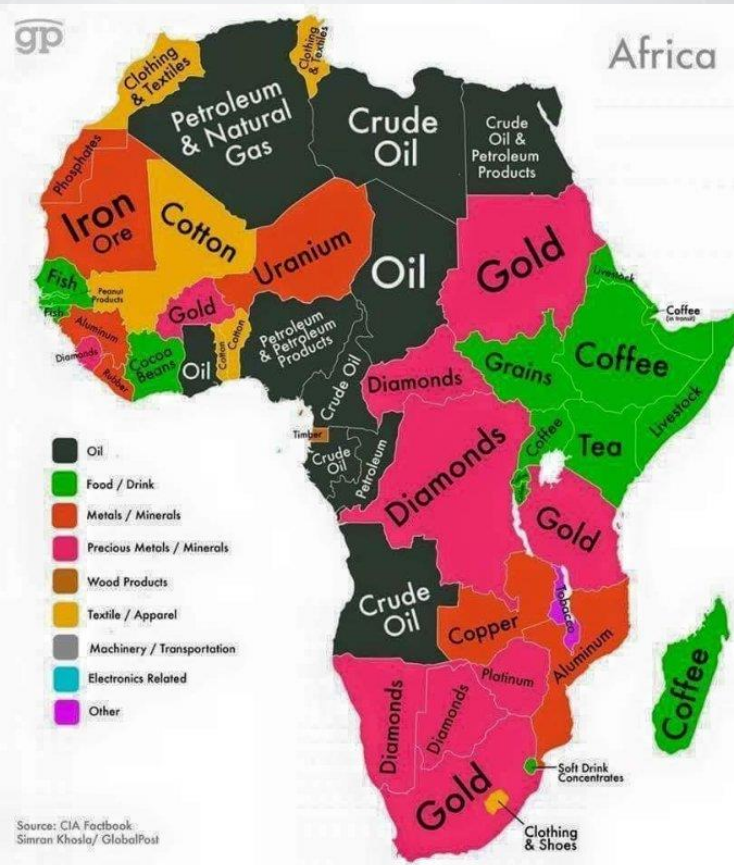 gp
Africa
Clothing
& Textiles
Clothing
& Textiles
Petroleum
& Natural
Gas
Crude
Oil
Crude
Oil &
Petroleum
Products
Phosphates
Iron
Ore
Cotton
Uranium
Oil
Gold
Livestock
Coffee
(in transit)
Fish
Peanut
Products
Fish
Gold
Aluminum
Diamonds
Rubber
Cocoa
Beans
Oil
Cotton
Cotton
Petroleum
& Petroleum
Products
Crude Oil
Diamonds
Grains
Coffee
Livestock
Timber
Crude
Oil
Petroleum
Diamonds
Coffee
Tea
Gold
Oil
Food / Drink
Metals / Minerals
Precious Metals / Minerals
Wood Products
Textile / Apparel
Machinery / Transportation
Electronics Related
Other
Crude
Oil
Copper
Tobacco
Aluminum
Diamonds
Diamonds
Platinum
Coffee
Gold
Soft Drink
Concentrates
Clothing
& Shoes
Source: CIA Factbook
Simran Khosla/ GlobalPost